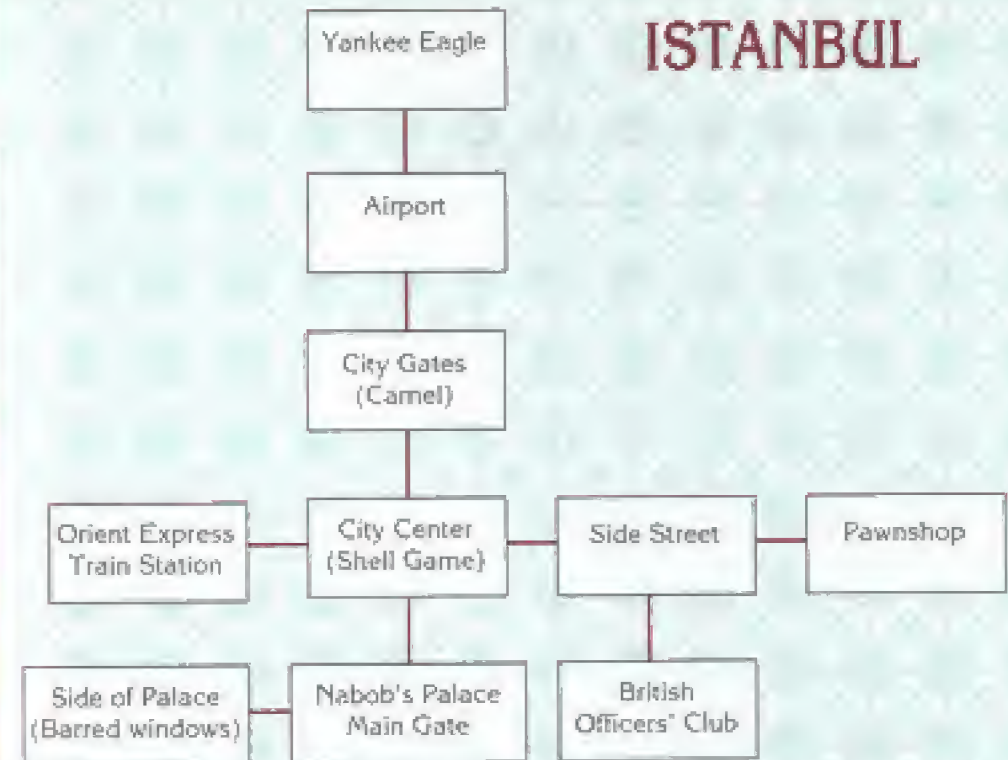 ISTANBUL
Yankee Eagle
Airport
City Gates
(Camel)
Orient Express
Train Station
City Center
(Shell Game)
Side Street
Pawnshop
Side of Palace
(Barred windows)
Nabob's Palace
Main Gate
British
Officers' Club